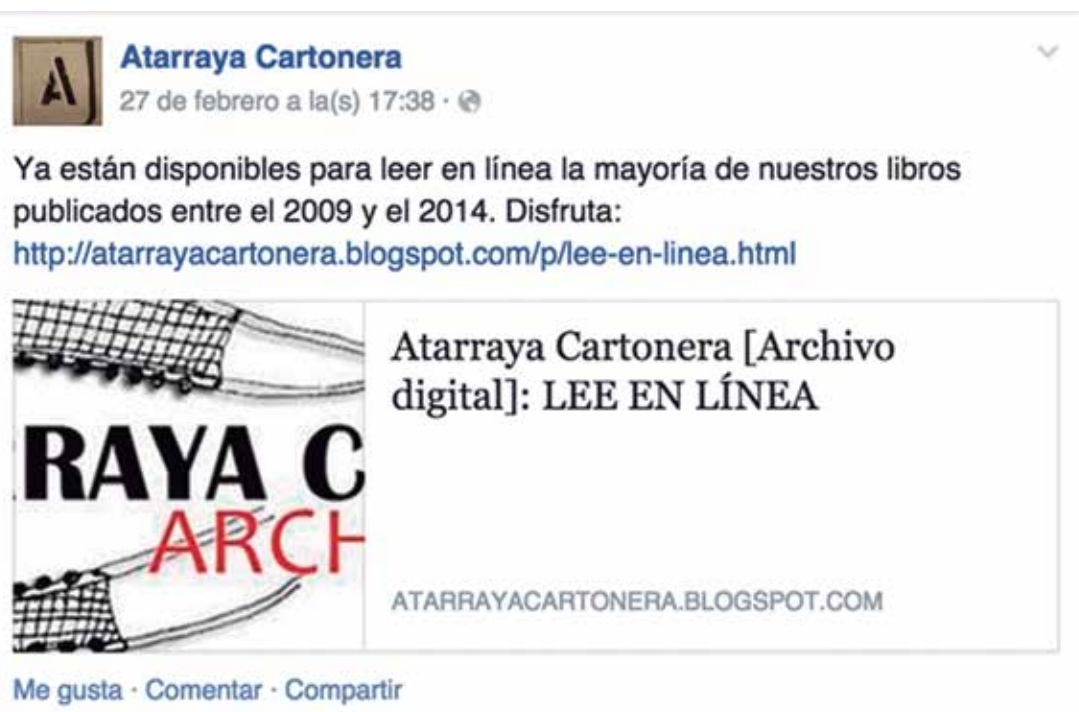 A
Atarraya Cartonera
27 de febrero a la(s) 17:38 ·
Ya están disponibles para leer en línea la mayoría de nuestros libros
publicados entre el 2009 y el 2014. Disfruta:
http://atarrayacartonera.blogspot.com/p/lee-en-linea.html
RAYA C
ARCH
Atarraya Cartonera [Archivo
digital]: LEE EN LÍNEA
ATARRAYACARTONERA.BLOGSPOT.COM
Me gusta · Comentar · Compartir